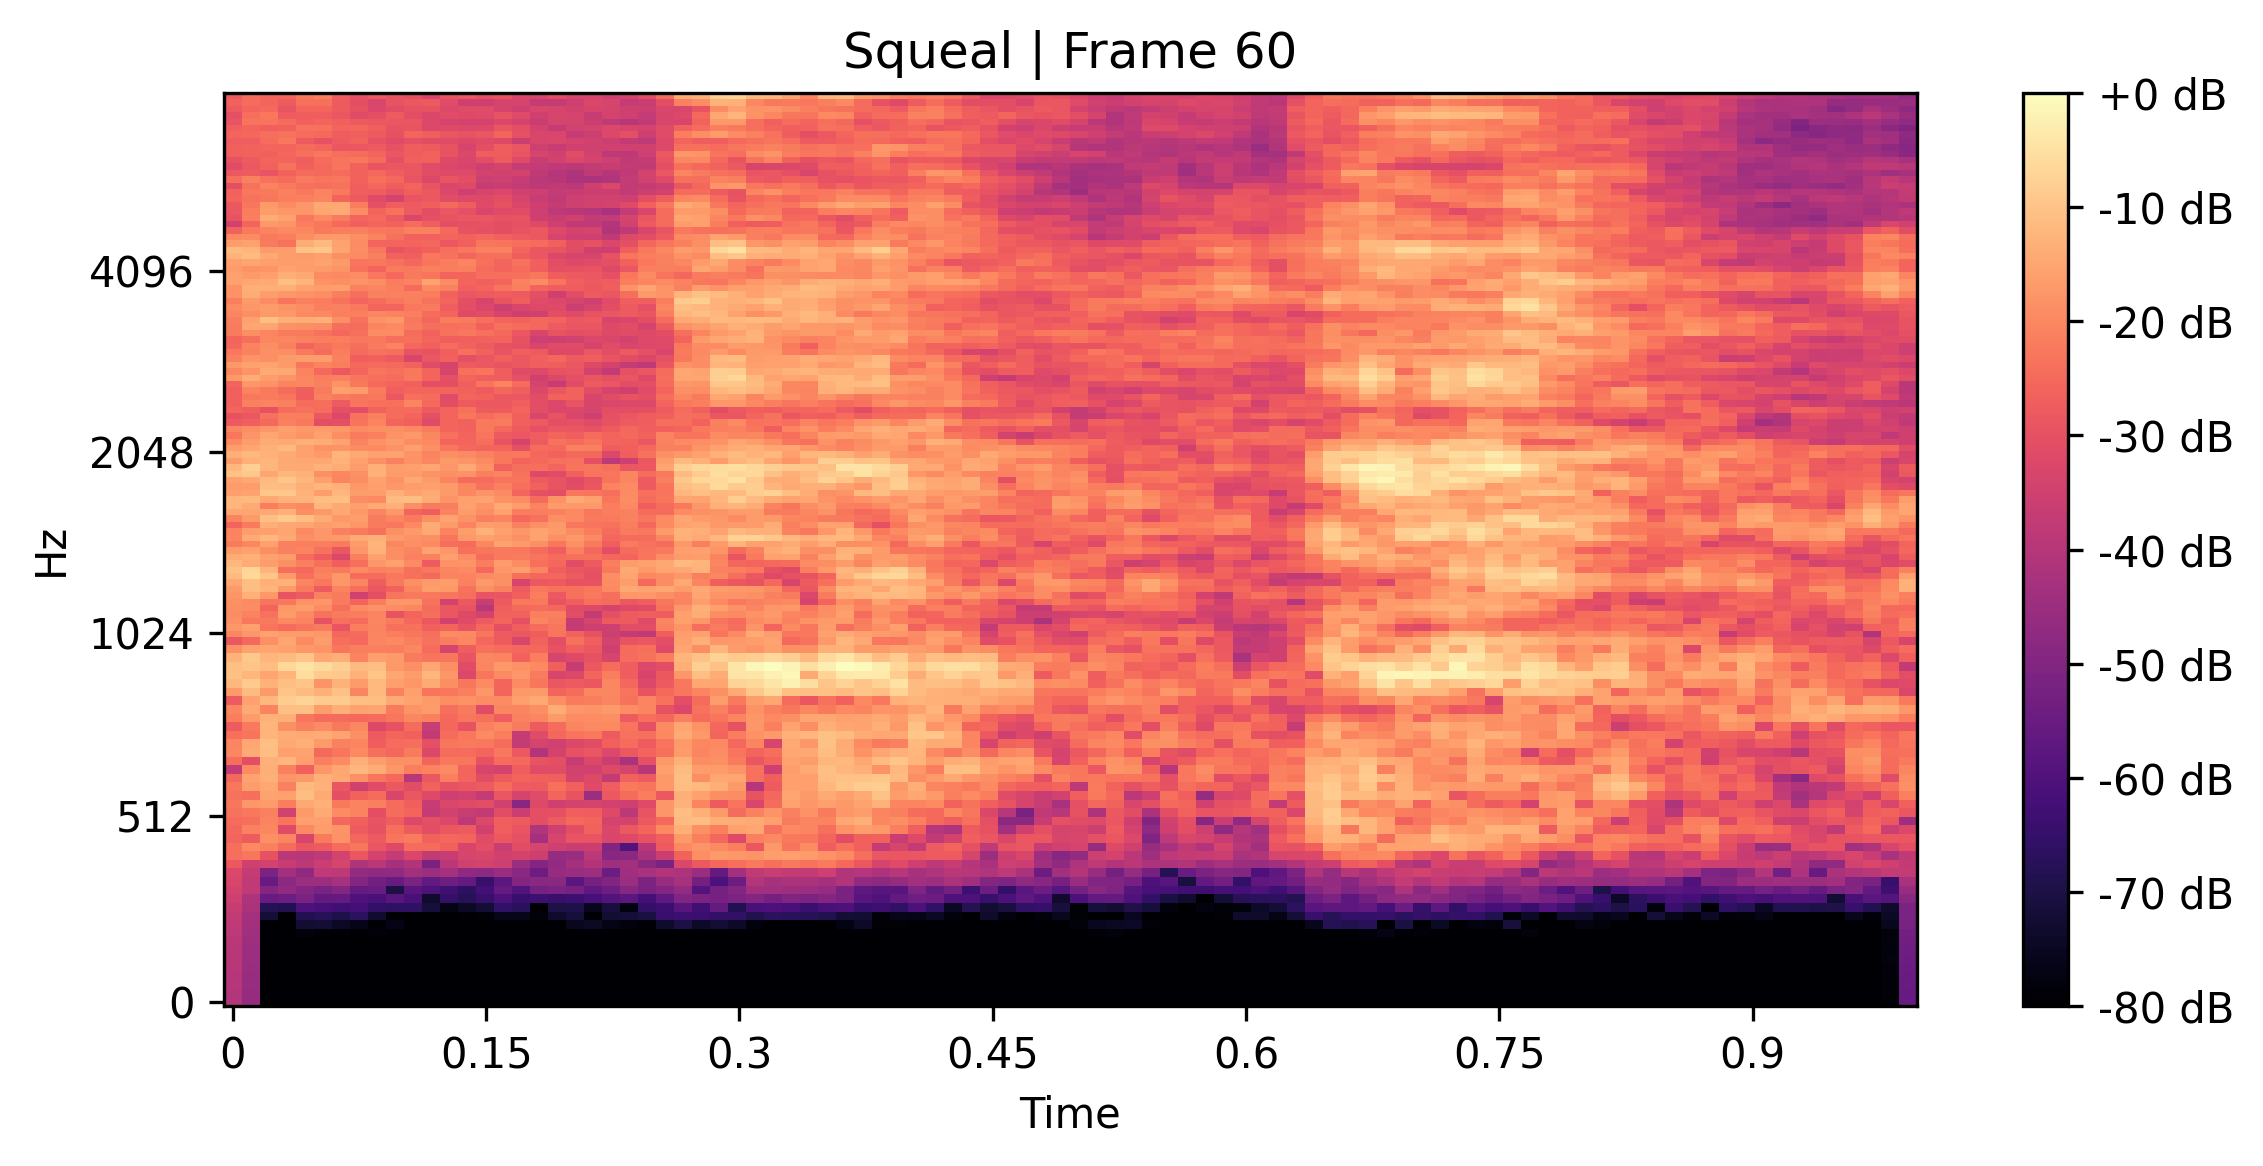 Squeal | Frame 60
Hz
4096
2048
1024
512
0
0
0.15
0.3
0.45
0.6
0.75
0.9
Time
+0 dB
-10 dB
-20 dB
-30 dB
-40 dB
-50 dB
-60 dB
-70 dB
-80 dB